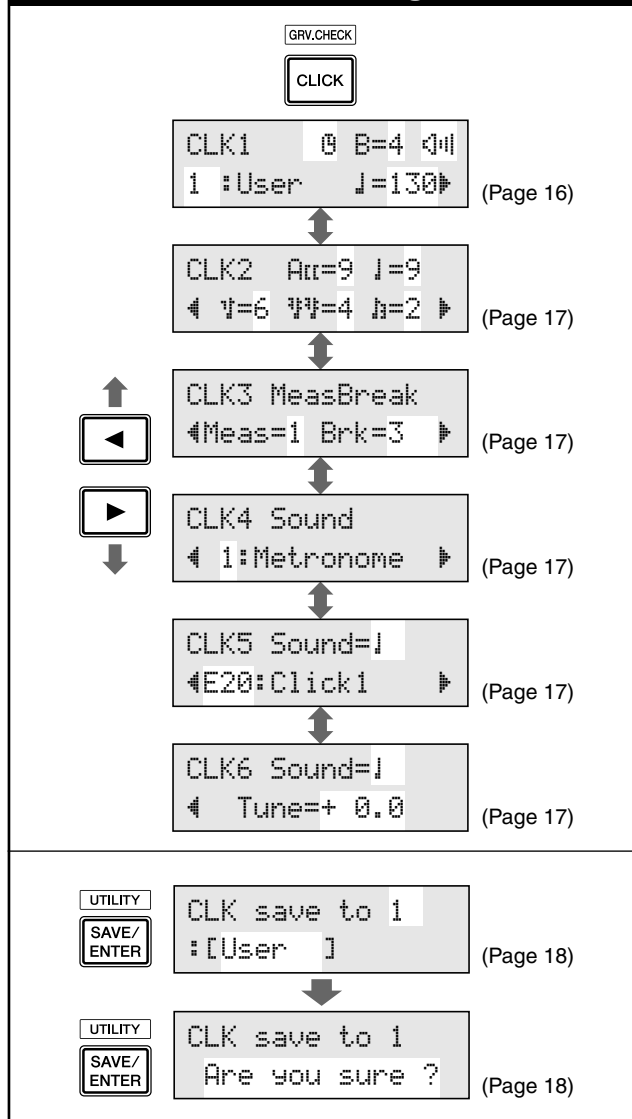 GRV.CHECK
CLICK
CLK1 B=4
1 :User ♩=130
(Page 16)
CLK2 Acc=9 ♩=9
=6 =4 =2
(Page 17)
CLK3 MeasBreak
Meas=1 Brk=3
(Page 17)
CLK4 Sound
1:Metronome
(Page 17)
CLK5 Sound=♩
E20:Click1
(Page 17)
CLK6 Sound=♩
Tune=+ 0.0
(Page 17)
UTILITY
SAVE/
ENTER
CLK save to 1
:[User ]
(Page 18)
UTILITY
SAVE/
ENTER
CLK save to 1
Are you sure ?
(Page 18)